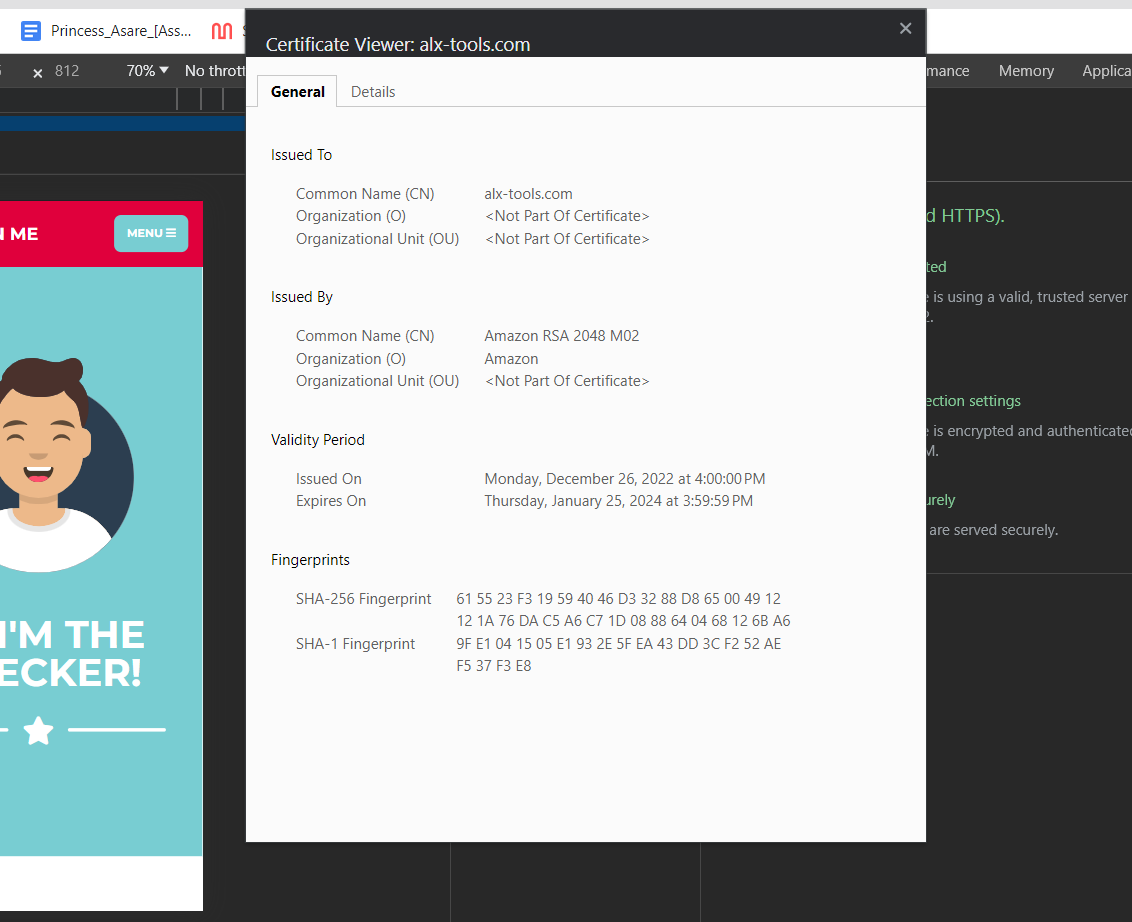 Princess_Asare_[Ass...
× 812 70% No thrott
Certificate Viewer: alx-tools.com
mance Memory Applica
General Details
Issued To
Common Name (CN) alx-tools.com
Organization (O) <Not Part Of Certificate>
Organizational Unit (OU) <Not Part Of Certificate>
Issued By
Common Name (CN) Amazon RSA 2048 M02
Organization (O) Amazon
Organizational Unit (OU) <Not Part Of Certificate>
Validity Period
Issued On Monday, December 26, 2022 at 4:00:00 PM
Expires On Thursday, January 25, 2024 at 3:59:59 PM
Fingerprints
SHA-256 Fingerprint 61 55 23 F3 19 59 40 46 D3 32 88 D8 65 00 49 12
12 1A 76 DA C5 A6 C7 1D 08 88 64 04 68 12 6B A6
SHA-1 Fingerprint 9F E1 04 15 05 E1 93 2E 5F EA 43 DD 3C F2 52 AE
F5 37 F3 E8
N ME
MENU
I'M THE
ECKER!
d HTTPS).
ted
e is using a valid, trusted server
2.
ection settings
e is encrypted and authenticated
M.
urely
are served securely.